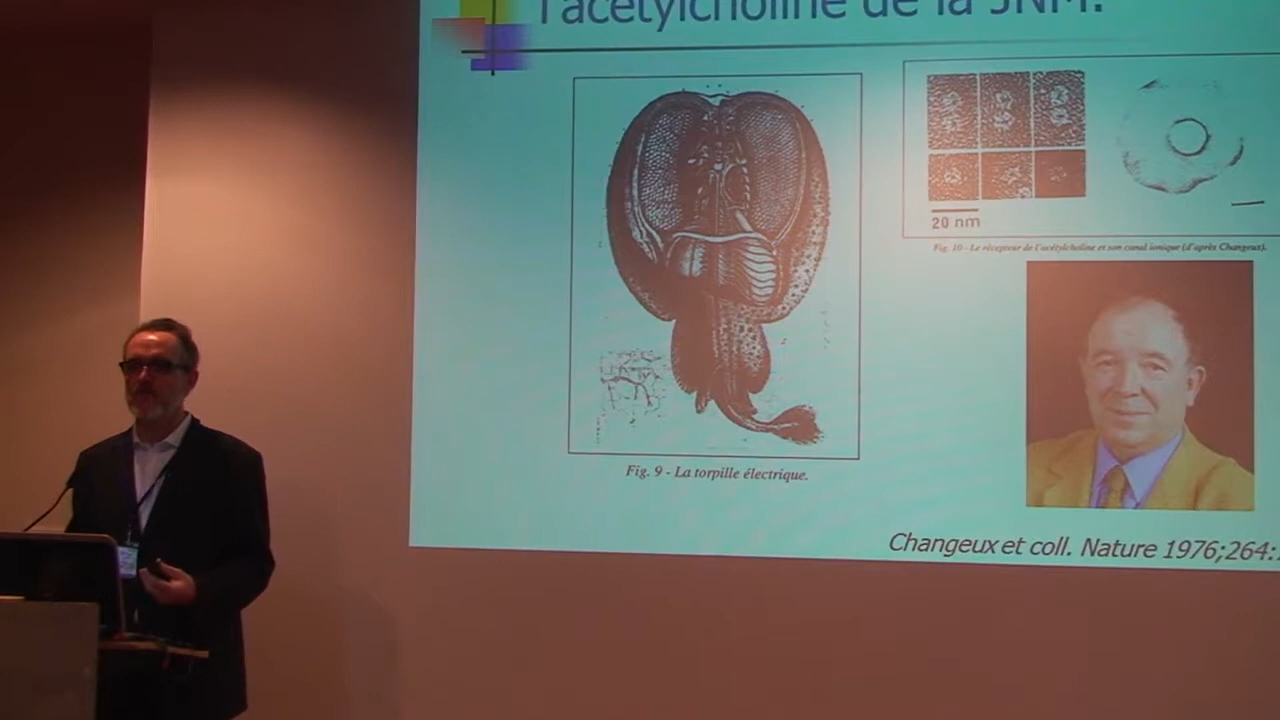 l'acétylcholine de la JNM.
20 nm
Fig. 10 - Le récepteur de l'acétylcholine et son canal ionique (d'après Changeux).
Fig. 9 - La torpille électrique.
Changeux et coll. Nature 1976;264: